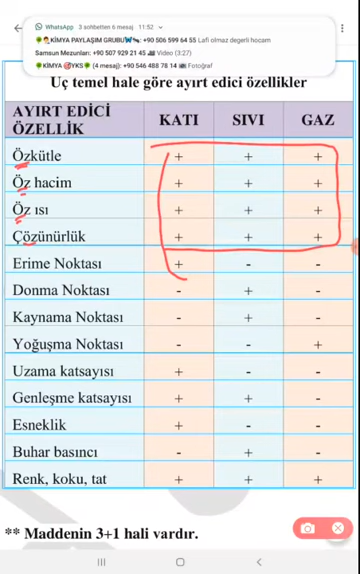 WhatsApp 3 sohbetten 6 mesaj 11:52
KİMYA PAYLAŞIM GRUBU: +90 506 599 64 55 Lafi olmaz degerli hocam
Samsun Mezunları: +90 507 929 21 45 Video (3:27)
KİMYA YKS (4 mesaj): +90 546 488 78 14 Fotoğraf
Uç temel hale göre ayırt edici özellikler
AYIRT EDİCİ ÖZELLİK KATI SIVI GAZ
Özkütle + + +
Öz hacim + + +
Öz ısı + + +
Çözünürlük + + +
Erime Noktası + - -
Donma Noktası - + -
Kaynama Noktası - + -
Yoğuşma Noktası - - +
Uzama katsayısı + - -
Genleşme katsayısı + + -
Esneklik + - -
Buhar basıncı - + -
Renk, koku, tat + + +
** Maddenin 3+1 hali vardır.